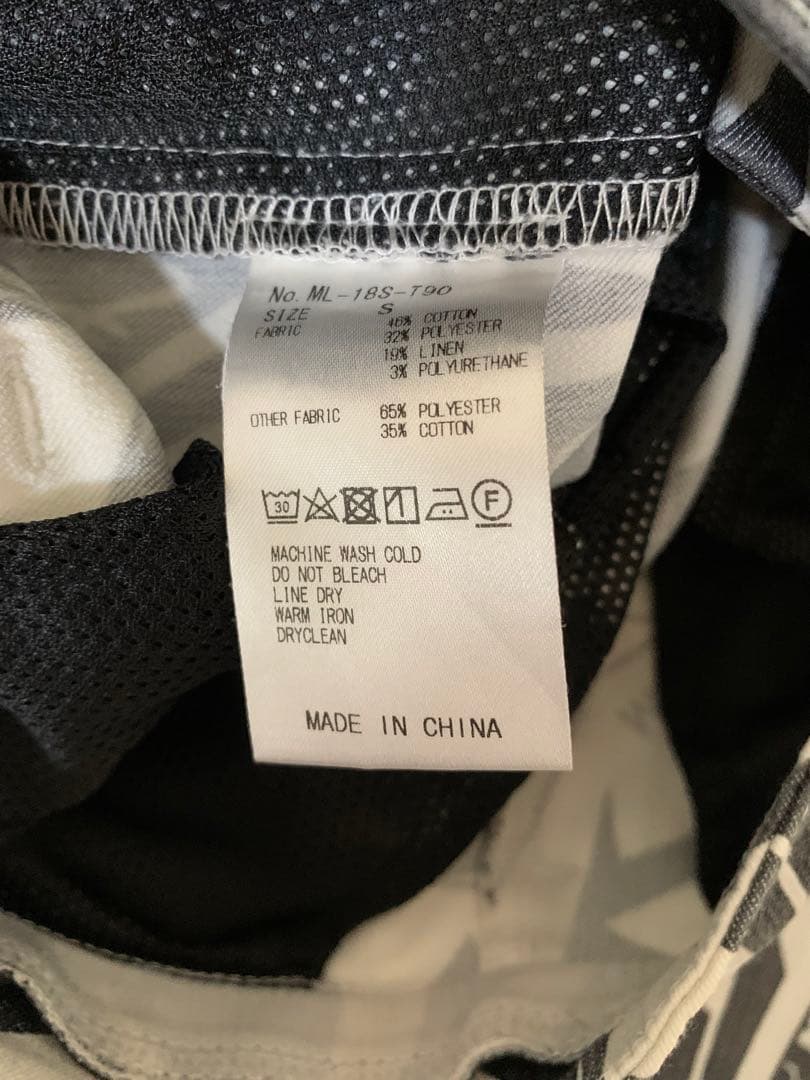 No. ML-18S-T90
SIZE S
FABRIC 46% COTTON
32% POLYESTER
19% LINEN
3% POLYURETHANE
OTHER FABRIC 65% POLYESTER
35% COTTON
30 F
MACHINE WASH COLD
DO NOT BLEACH
LINE DRY
WARM IRON
DRYCLEAN
MADE IN CHINA